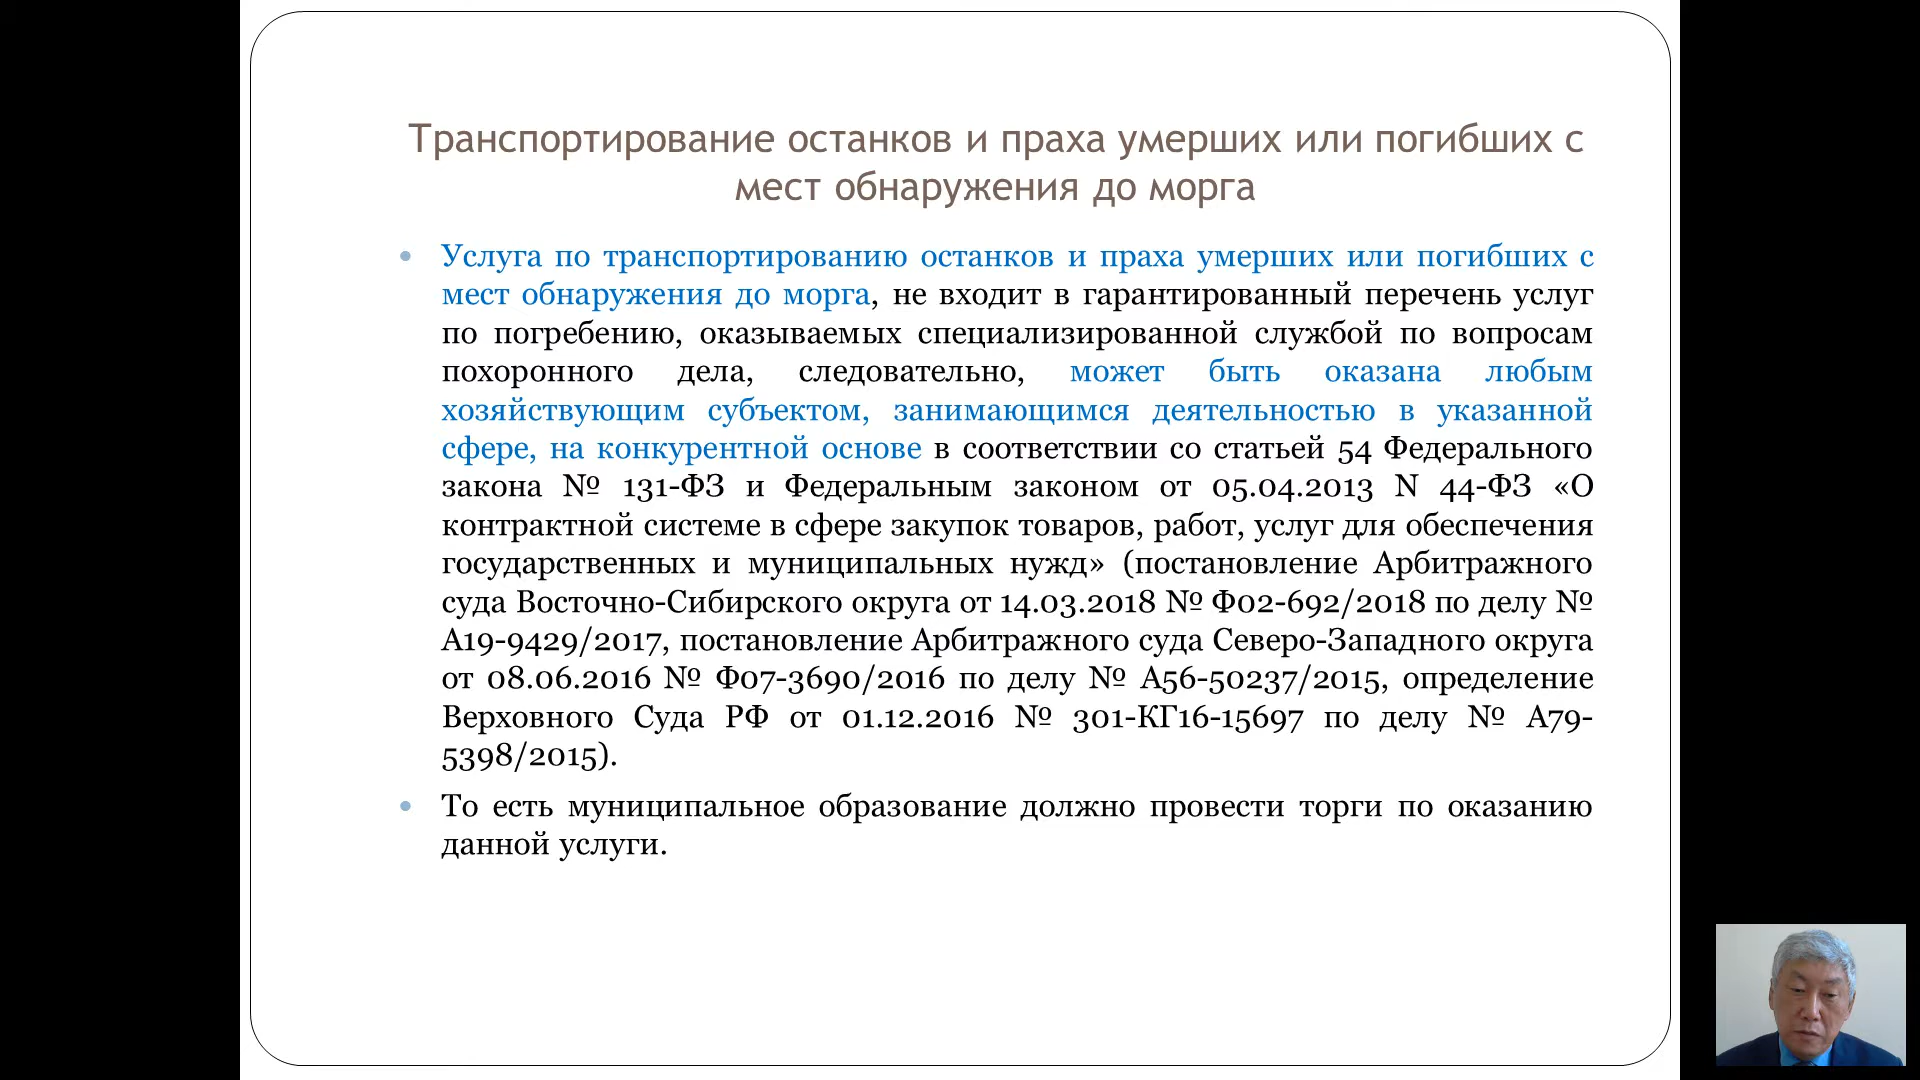 Транспортирование останков и праха умерших или погибших с
мест обнаружения до морга
• Услуга по транспортированию останков и праха умерших или погибших с
мест обнаружения до морга, не входит в гарантированный перечень услуг
по погребению, оказываемых специализированной службой по вопросам
похоронного дела, следовательно, может быть оказана любым
хозяйствующим субъектом, занимающимся деятельностью в указанной
сфере, на конкурентной основе в соответствии со статьей 54 Федерального
закона № 131-ФЗ и Федеральным законом от 05.04.2013 N 44-ФЗ «О
контрактной системе в сфере закупок товаров, работ, услуг для обеспечения
государственных и муниципальных нужд» (постановление Арбитражного
суда Восточно-Сибирского округа от 14.03.2018 № Ф02-692/2018 по делу №
А19-9429/2017, постановление Арбитражного суда Северо-Западного округа
от 08.06.2016 № Ф07-3690/2016 по делу № А56-50237/2015, определение
Верховного Суда РФ от 01.12.2016 № 301-КГ16-15697 по делу № А79-
5398/2015).
• То есть муниципальное образование должно провести торги по оказанию
данной услуги.